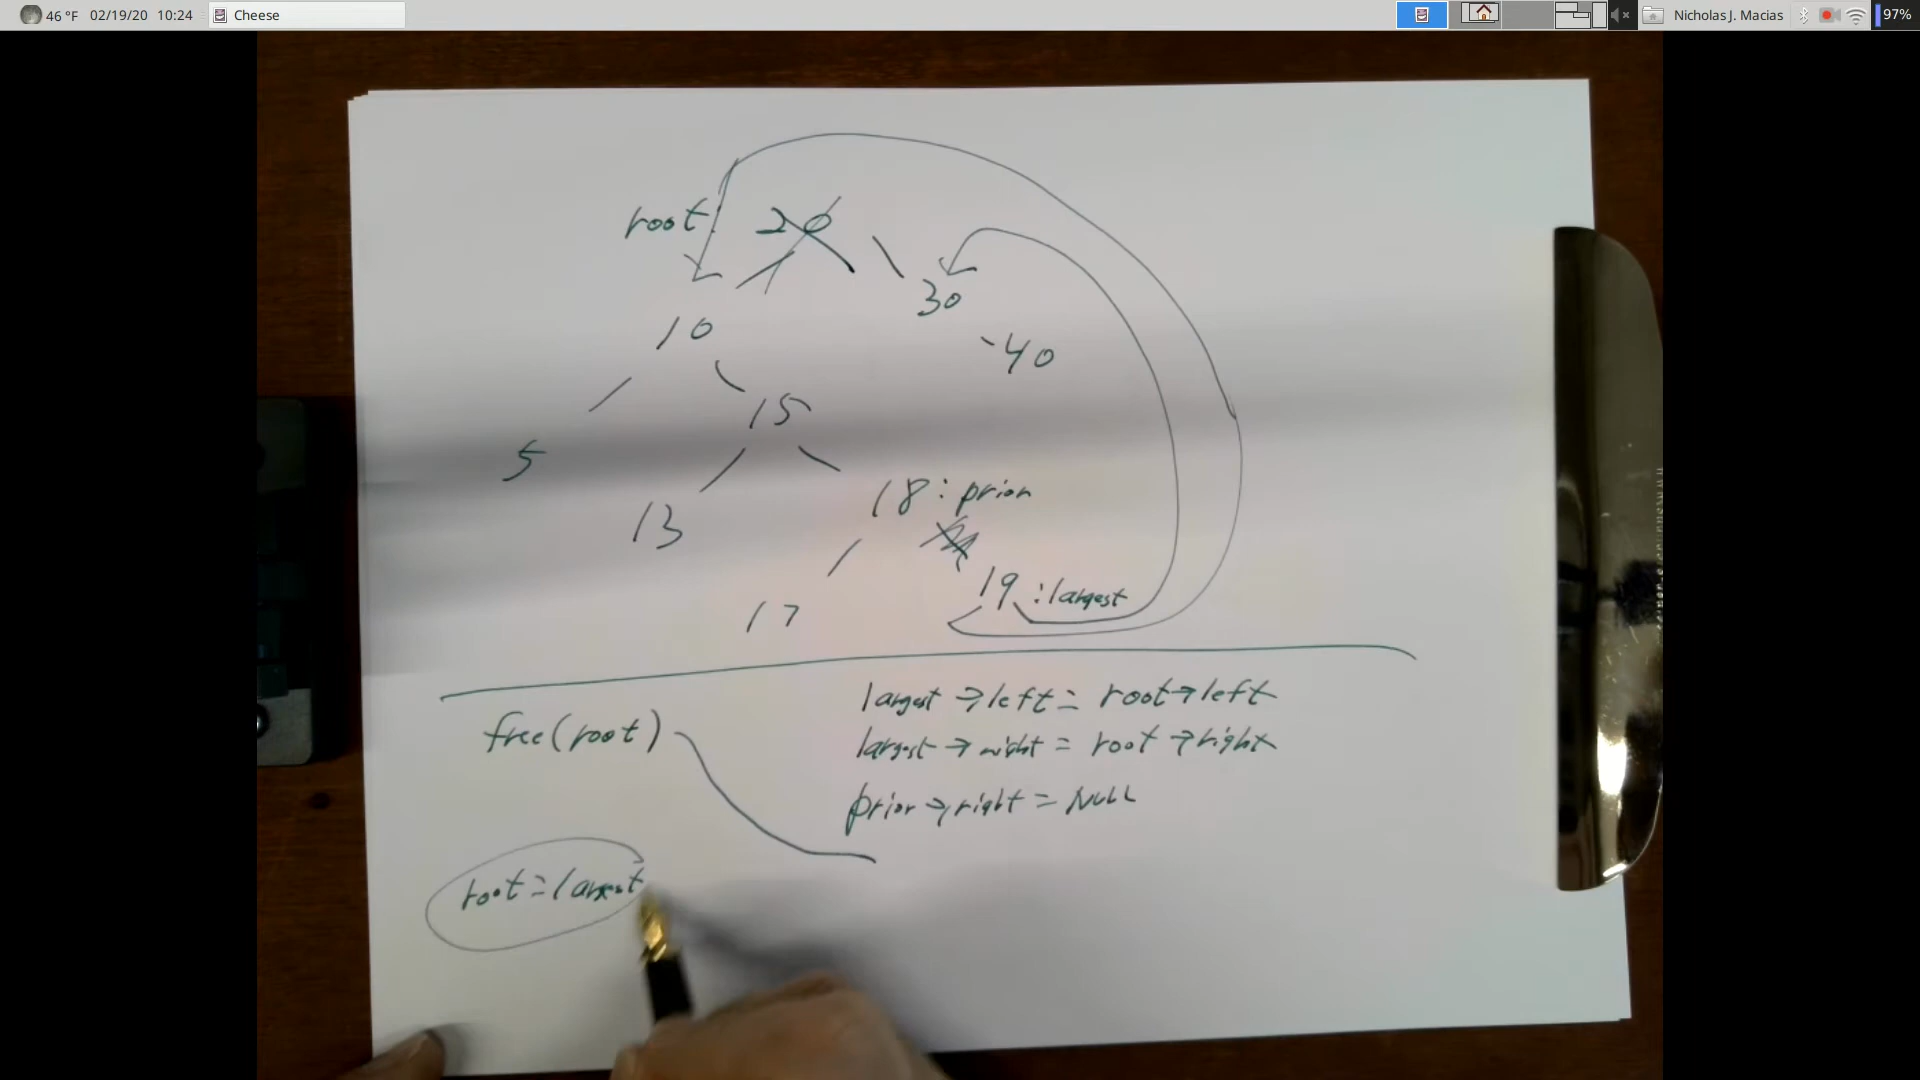 46 °F 02/19/20 10:24 Cheese Nicholas J. Macias 97%
root: 20
30
10
-40
15
5
18: prior
13
19 :largest
17
largest →left = root→left
free(root)
largest → right = root →right
prior→right = NULL
root = largest